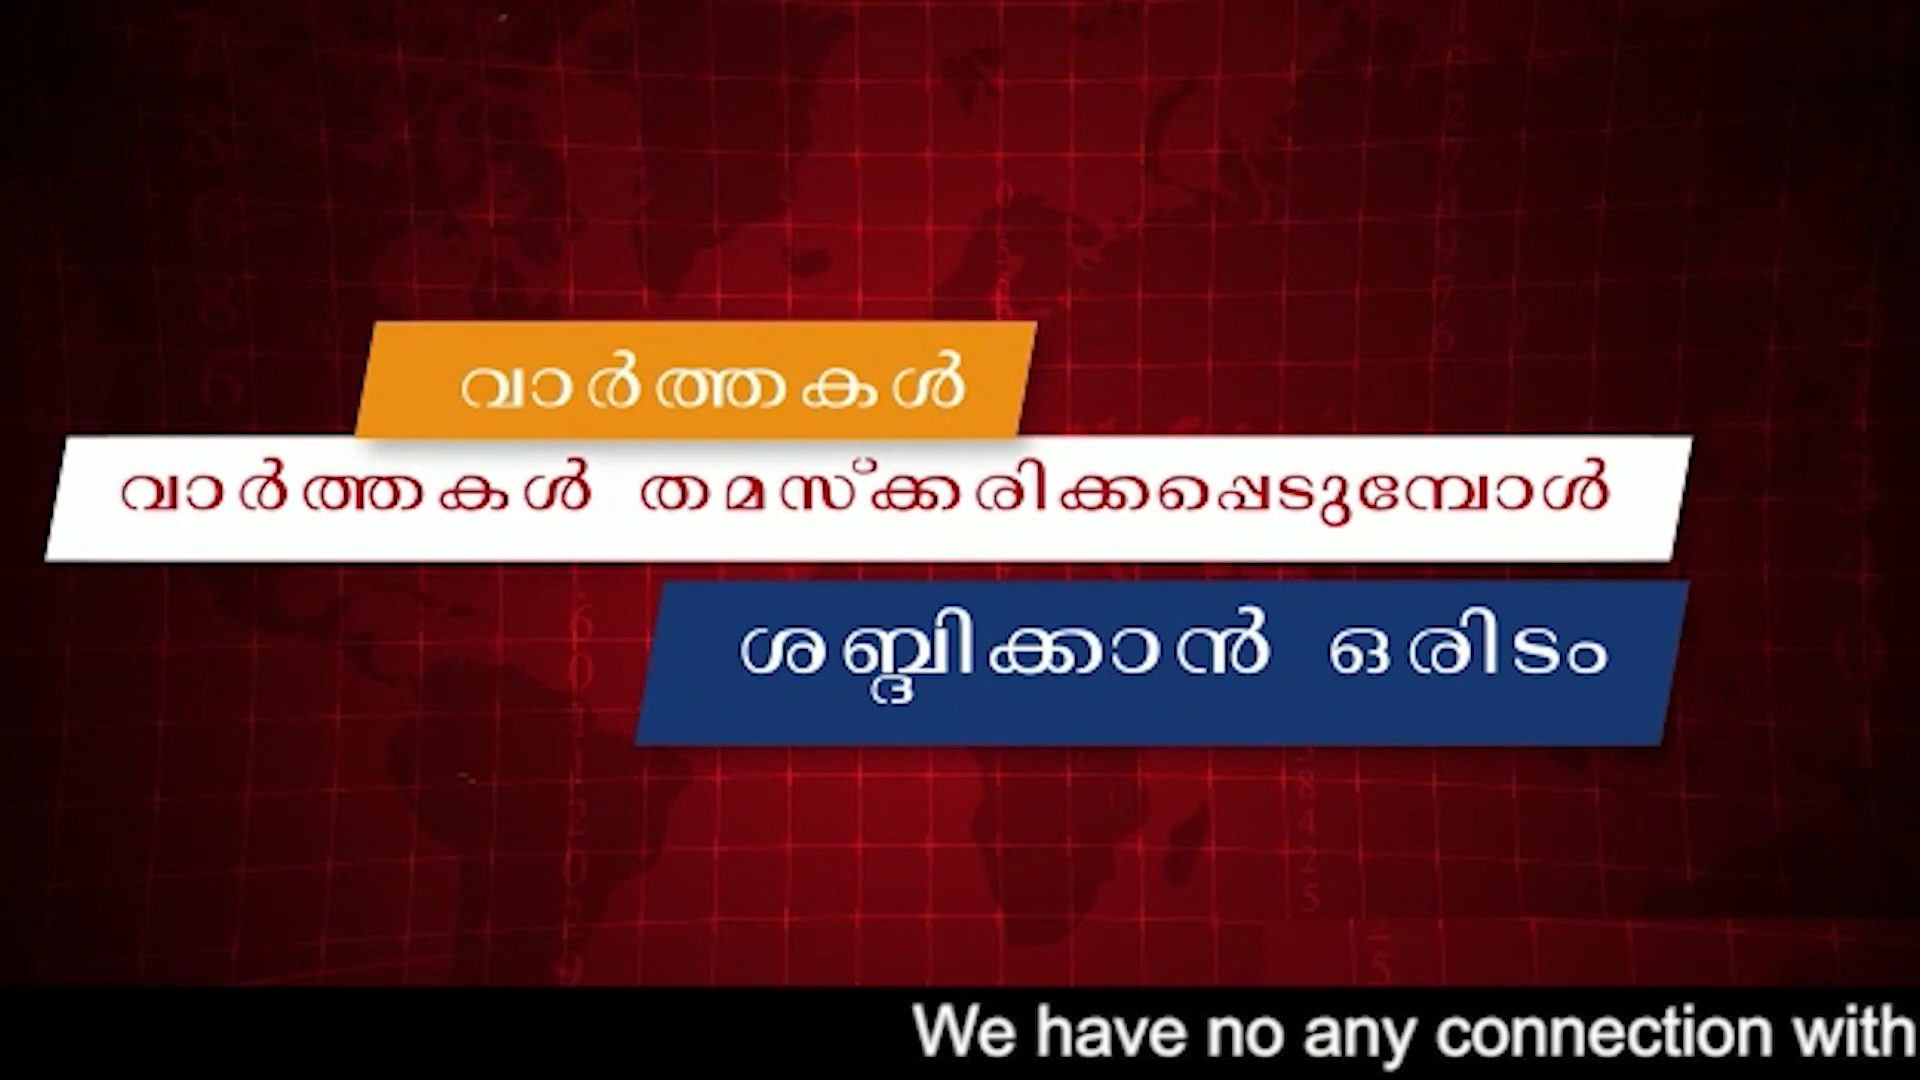 വാർത്തകൾ
വാർത്തകൾ തമസ്ക്കരിക്കപ്പെടുമ്പോൾ
ശബ്ദിക്കാൻ ഒരിടം
We have no any connection with